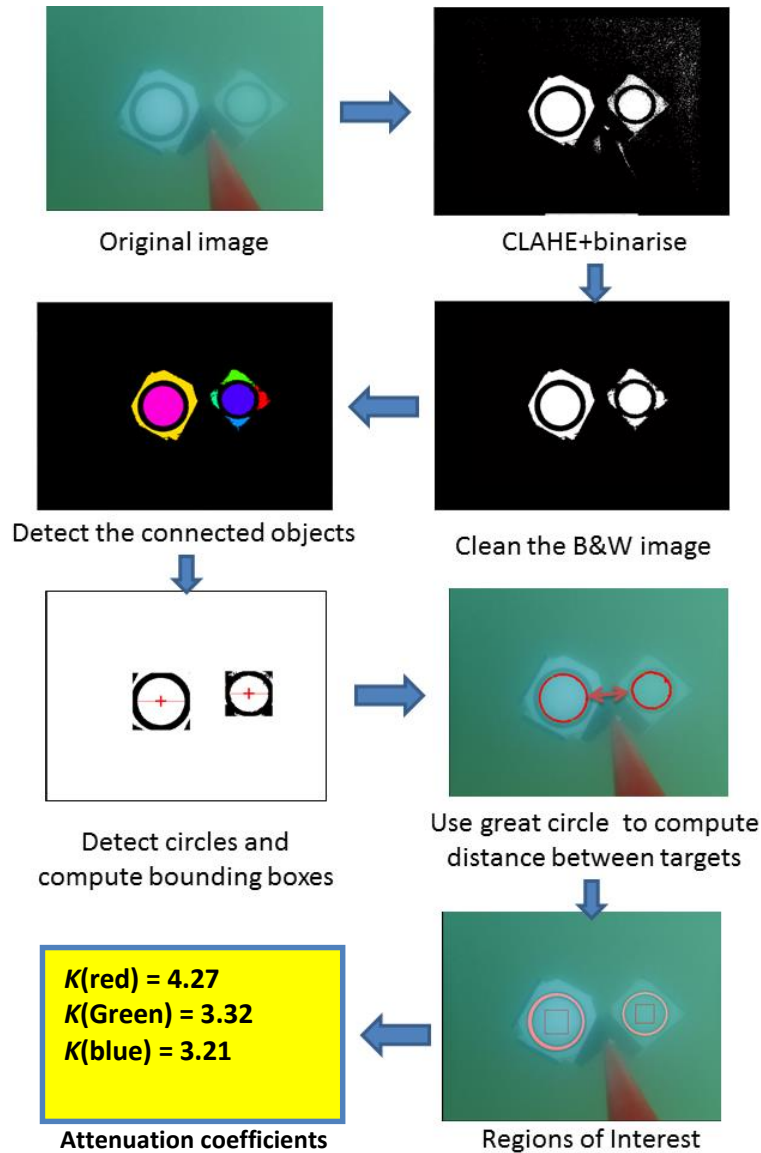 Original image
CLAHE+binarise
Detect the connected objects
Clean the B&W image
Detect circles and
compute bounding boxes
Use great circle to compute
distance between targets
K(red) = 4.27
K(Green) = 3.32
K(blue) = 3.21
Attenuation coefficients
Regions of Interest